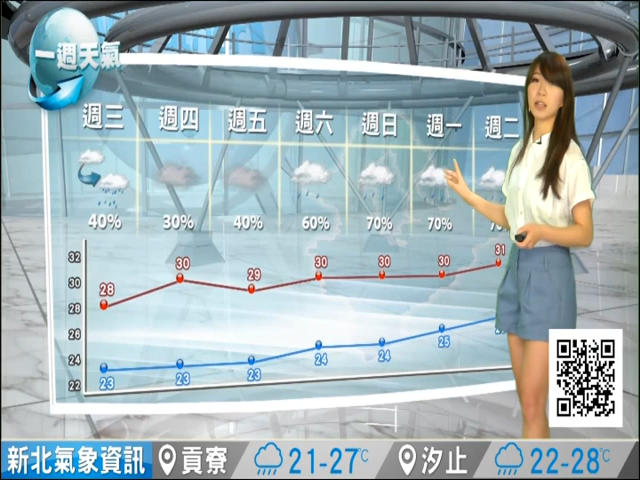 一週天氣
週三 週四 週五 週六 週日 週一 週二
40% 30% 40% 60% 70% 70%
32
30
28
26
24
22
28 30 29 30 30 30 31
23 23 23 24 24 25
新北氣象資訊 貢寮 21-27℃ 汐止 22-28℃